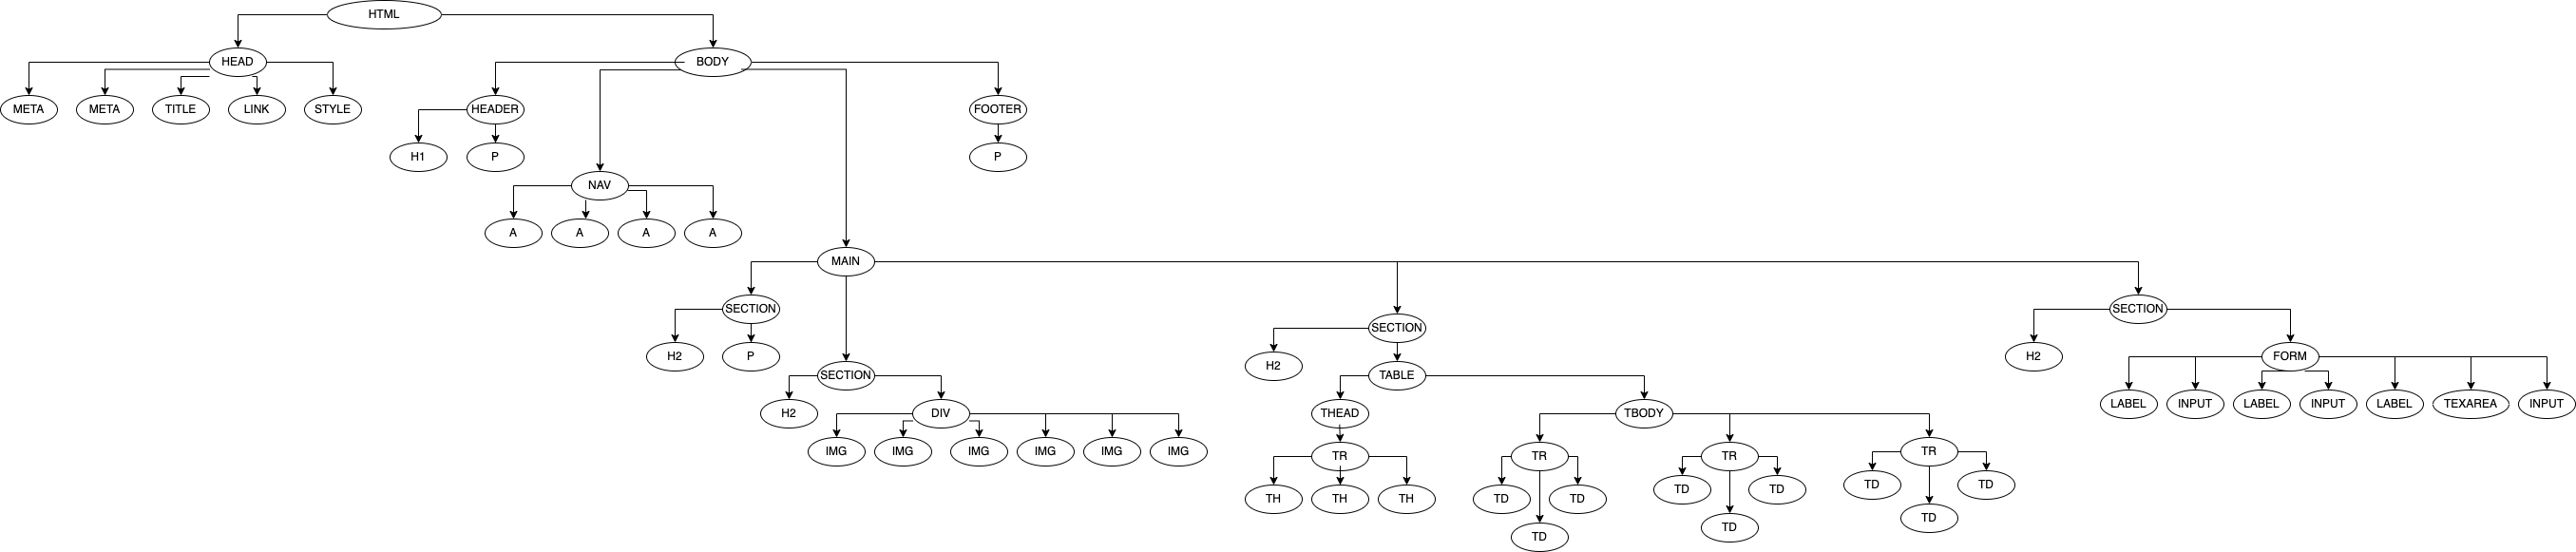 HTML
HEAD
BODY
META
META
TITLE
LINK
STYLE
HEADER
FOOTER
H1
P
P
NAV
A
A
A
A
MAIN
SECTION
SECTION
SECTION
H2
P
H2
H2
FORM
SECTION
TABLE
LABEL
INPUT
LABEL
INPUT
LABEL
TEXAREA
INPUT
H2
DIV
THEAD
TBODY
IMG
IMG
IMG
IMG
IMG
IMG
TR
TR
TR
TR
TH
TH
TH
TD
TD
TD
TD
TD
TD
TD
TD
TD